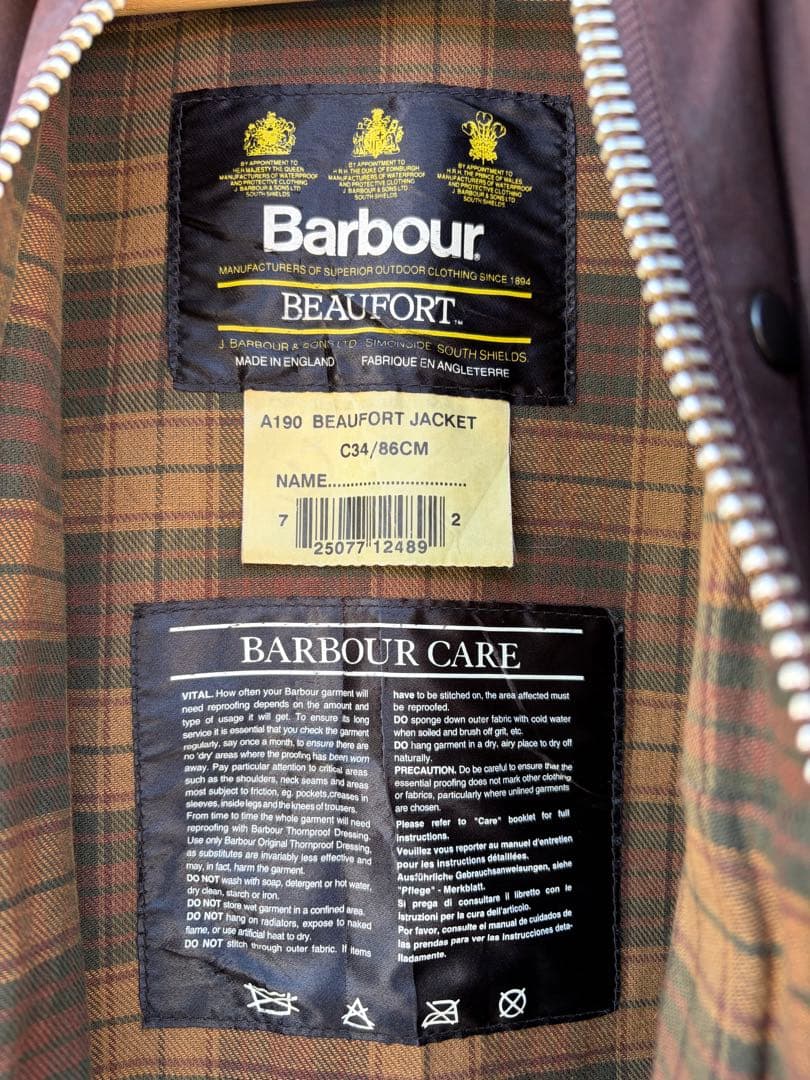 BY APPOINTMENT TO
HER MAJESTY THE QUEEN
MANUFACTURERS OF WATERPROOF
AND PROTECTIVE CLOTHING
J. BARBOUR & SONS LTD
SOUTH SHIELDS
BY APPOINTMENT TO
H.R.H. THE DUKE OF EDINBURGH
MANUFACTURERS OF WATERPROOF
AND PROTECTIVE CLOTHING
J. BARBOUR & SONS LTD
SOUTH SHIELDS
BY APPOINTMENT TO
H.R.H. THE PRINCE OF WALES
MANUFACTURERS OF WATERPROOF
AND PROTECTIVE CLOTHING
J. BARBOUR & SONS LTD
SOUTH SHIELDS
Barbour®
MANUFACTURERS OF SUPERIOR OUTDOOR CLOTHING SINCE 1894
BEAUFORT™
J. BARBOUR & SONS LTD. SIMONSIDE SOUTH SHIELDS.
MADE IN ENGLAND FABRIQUE EN ANGLETERRE
A190 BEAUFORT JACKET
C34/86CM
NAME..............................
7 25077 12489 2
BARBOUR CARE
VITAL. How often your Barbour garment will
need reproofing depends on the amount and
type of usage it will get. To ensure its long
service it is essential that you check the garment
regularly, say once a month, to ensure there are
no 'dry' areas where the proofing has been worn
away. Pay particular attention to critical areas
such as the shoulders, neck seams and areas
most subject to friction, eg. pockets, creases in
sleeves, inside legs and the knees of trousers.
From time to time the whole garment will need
reproofing with Barbour Thornproof Dressing.
Use only Barbour Original Thornproof Dressing,
as substitutes are invariably less effective and
may, in fact, harm the garment.
DO NOT wash with soap, detergent or hot water,
dry clean, starch or iron.
DO NOT store wet garment in a confined area.
DO NOT hang on radiators, expose to naked
flame, or use artificial heat to dry.
DO NOT stitch through outer fabric. If items
have to be stitched on, the area affected must
be reproofed.
DO sponge down outer fabric with cold water
when soiled and brush off grit, etc.
DO hang garment in a dry, airy place to dry off
naturally.
PRECAUTION. Do be careful to ensure that the
essential proofing does not mark other clothing
or fabrics, particularly where unlined garments
are chosen.
Please refer to "Care" booklet for full
instructions.
Veuillez vous reporter au manuel d'entretien
pour les instructions détaillées.
Ausführliche Gebrauchsanweisungen, siehe
"Pflege" - Merkblatt.
Si prega di consultare il libretto con le
istruzioni per la cura dell'articolo.
Por favor, consulte el manual de cuidados de
las prendas para ver las instrucciones deta-
lladamente.